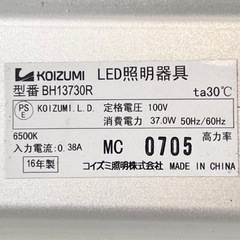 KOIZUMI LED照明器具
型番 BH13730R ta30℃
PS E KOIZUMI.L.D. 定格電圧 100V
消費電力 37.0W 50Hz/60Hz
6500K 高力率
入力電流:0.38A MC 0705
16年製 コイズミ照明株式会社 MADE IN CHINA